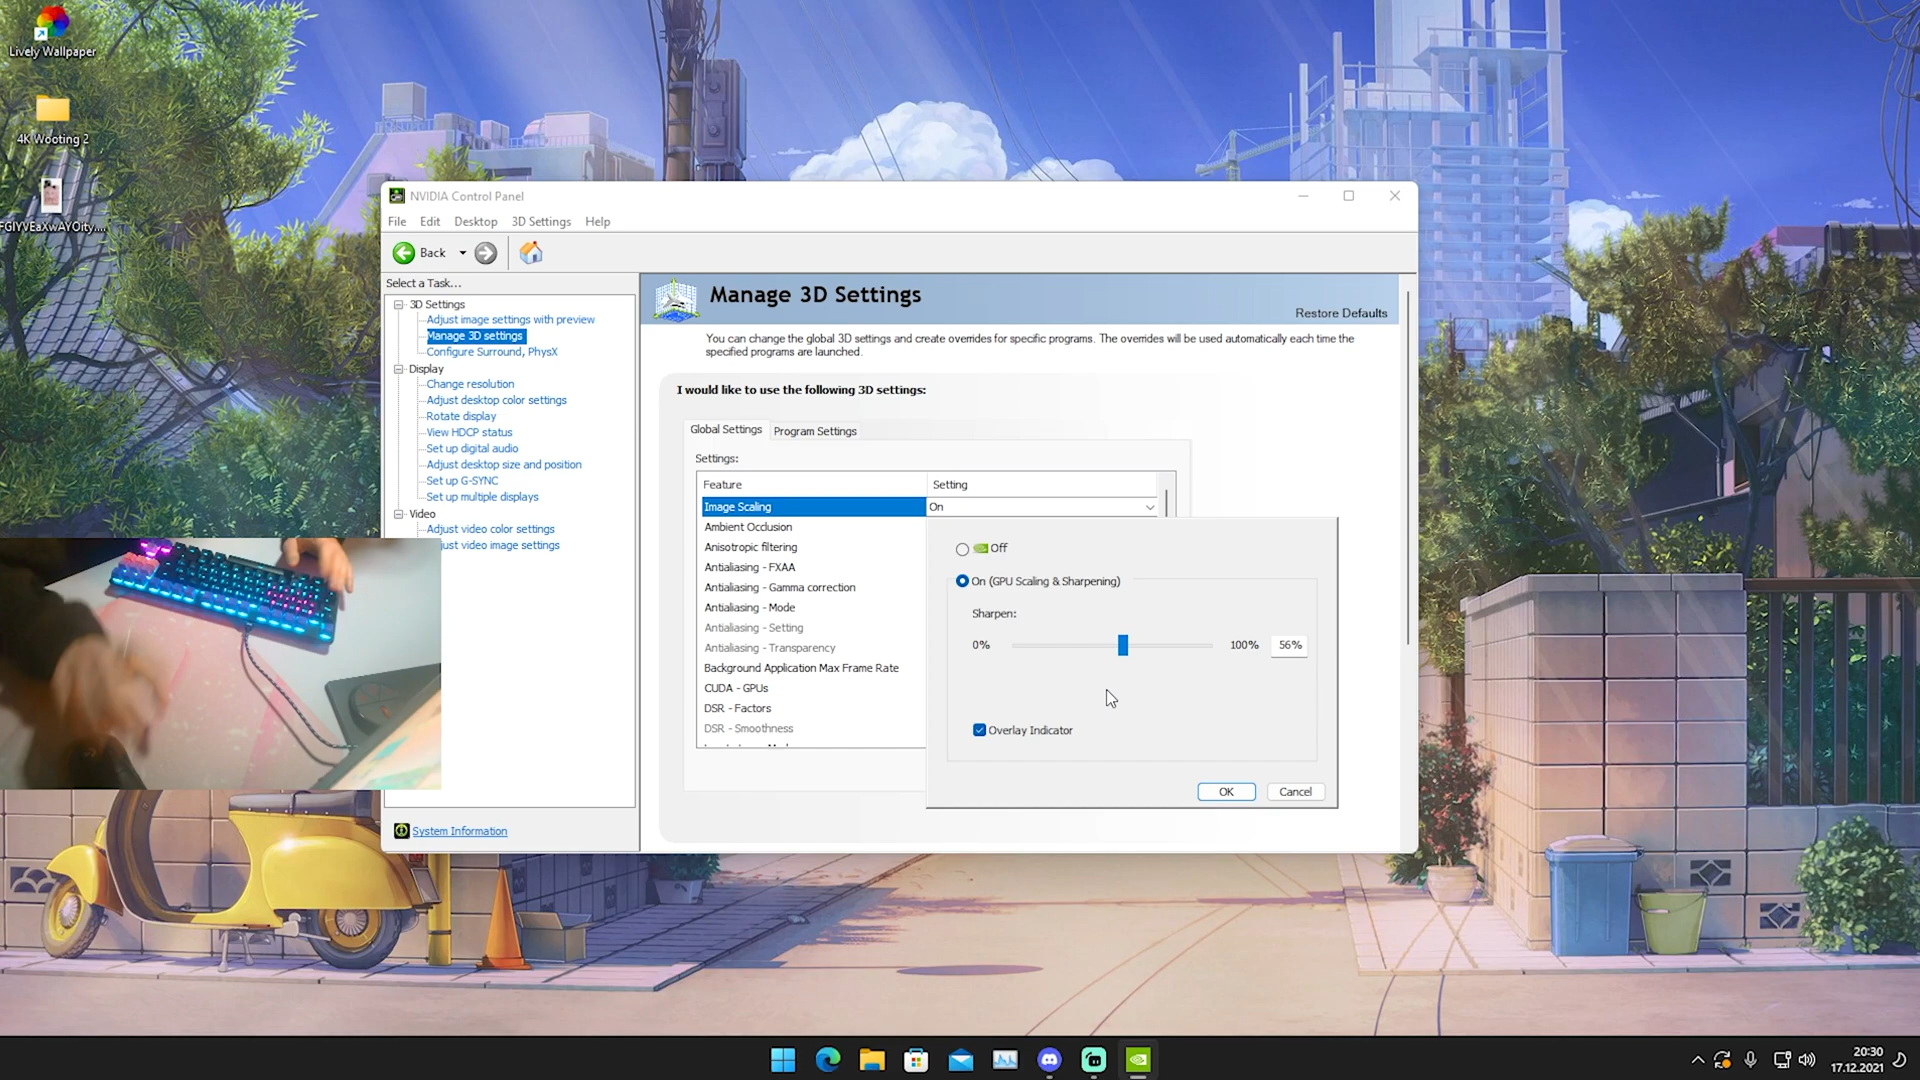 Lively Wallpaper
4K Wooting 2
NVIDIA Control Panel
File Edit Desktop 3D Settings Help
Back
Select a Task...
3D Settings
Adjust image settings with preview
Manage 3D settings
Configure Surround, PhysX
Display
Change resolution
Adjust desktop color settings
Rotate display
View HDCP status
Set up digital audio
Adjust desktop size and position
Set up G-SYNC
Set up multiple displays
Video
Adjust video color settings
just video image settings
System Information
Manage 3D Settings
Restore Defaults
You can change the global 3D settings and create overrides for specific programs. The overrides will be used automatically each time the
specified programs are launched.
I would like to use the following 3D settings:
Global Settings Program Settings
Settings:
Feature Setting
Image Scaling On
Ambient Occlusion
Anisotropic filtering
Antialiasing - FXAA
Antialiasing - Gamma correction
Antialiasing - Mode
Antialiasing - Setting
Antialiasing - Transparency
Background Application Max Frame Rate
CUDA - GPUs
DSR - Factors
DSR - Smoothness
Off
On (GPU Scaling & Sharpening)
Sharpen:
0% 100% 56%
Overlay Indicator
OK Cancel
20:30
17.12.2021